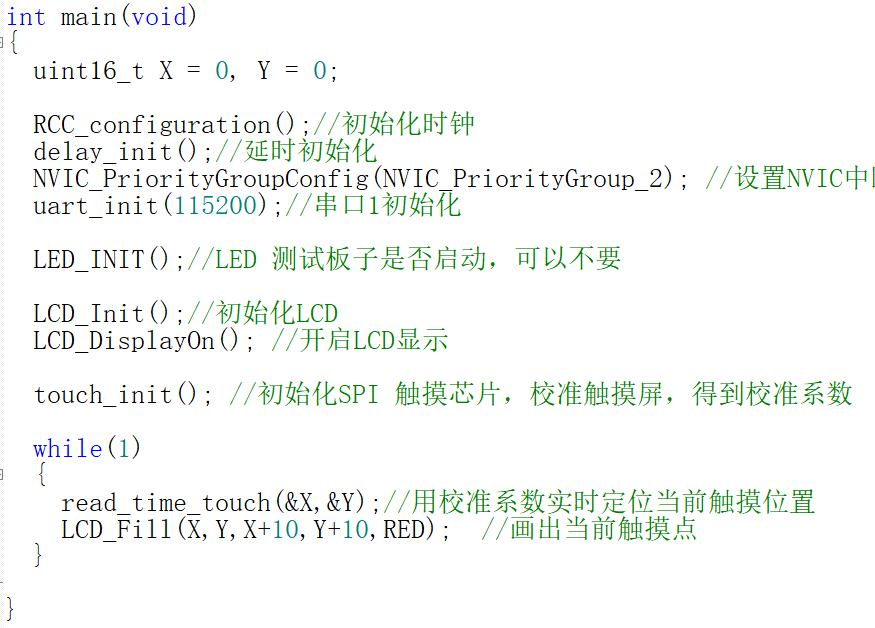 int main(void)
{
uint16_t X = 0, Y = 0;
RCC_configuration();//初始化时钟
delay_init();//延时初始化
NVIC_PriorityGroupConfig(NVIC_PriorityGroup_2); //设置NVIC中
uart_init(115200);//串口1初始化
LED_INIT();//LED 测试板子是否启动，可以不要
LCD_Init();//初始化LCD
LCD_DisplayOn(); //开启LCD显示
touch_init(); //初始化SPI 触摸芯片，校准触摸屏，得到校准系数
while(1)
{
read_time_touch(&X,&Y);//用校准系数实时定位当前触摸位置
LCD_Fill(X,Y,X+10,Y+10,RED); //画出当前触摸点
}
}